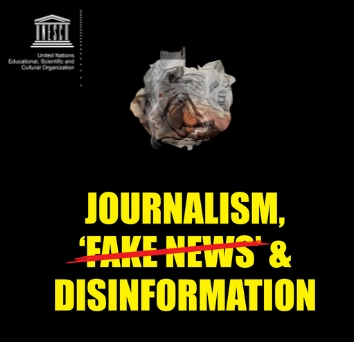 UNESCO
United Nations
Educational, Scientific and
Cultural Organization
JOURNALISM,
‘FAKE NEWS’ &
DISINFORMATION